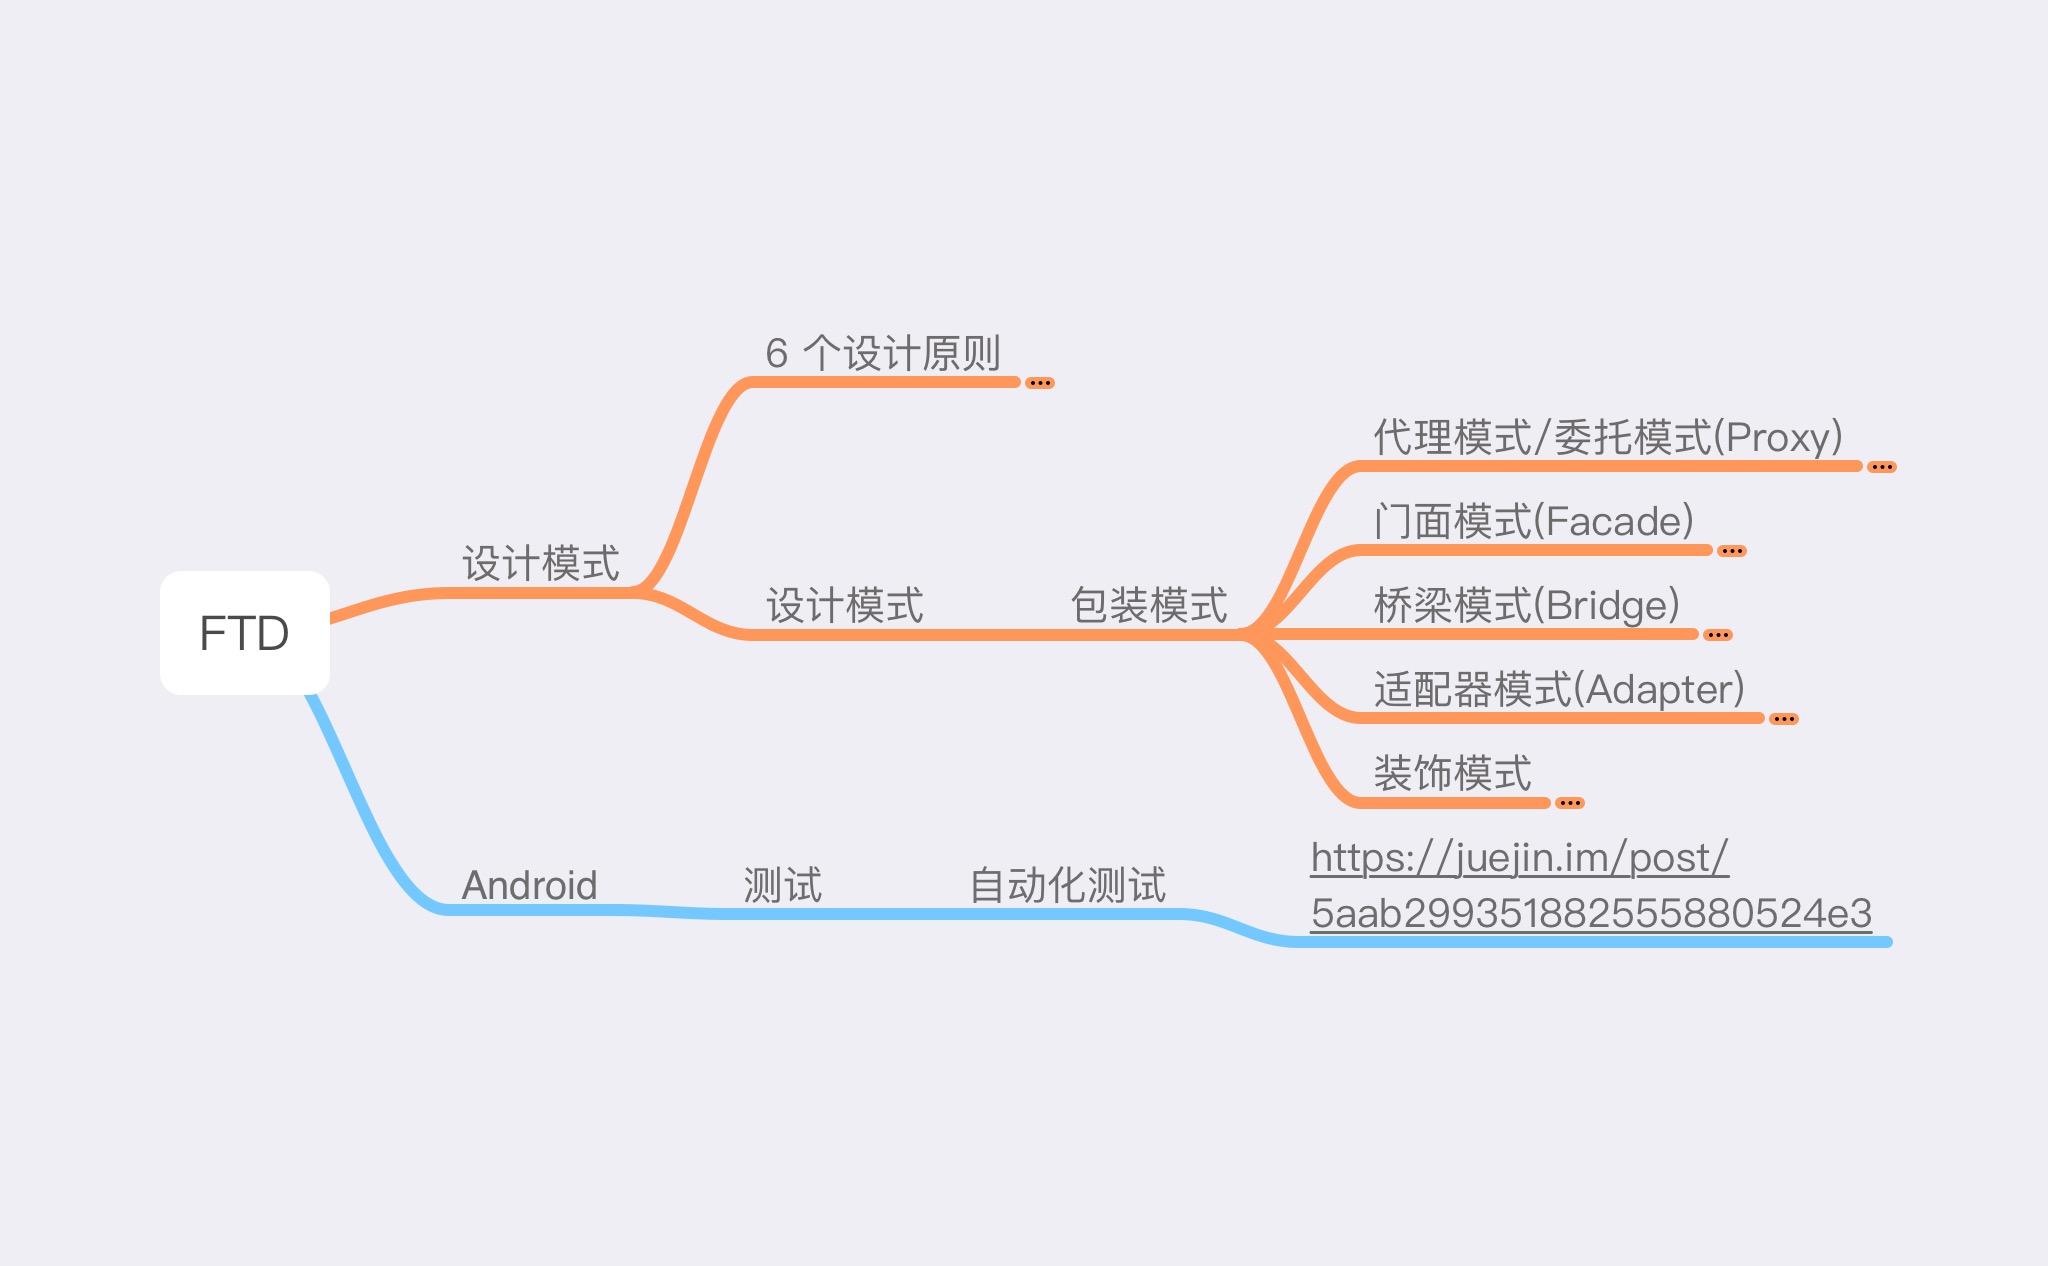 FTD
设计模式
6 个设计原则
设计模式
包装模式
代理模式/委托模式(Proxy)
门面模式(Facade)
桥梁模式(Bridge)
适配器模式(Adapter)
装饰模式
Android
测试
自动化测试
https://juejin.im/post/
5aab2993518825558​80524e3